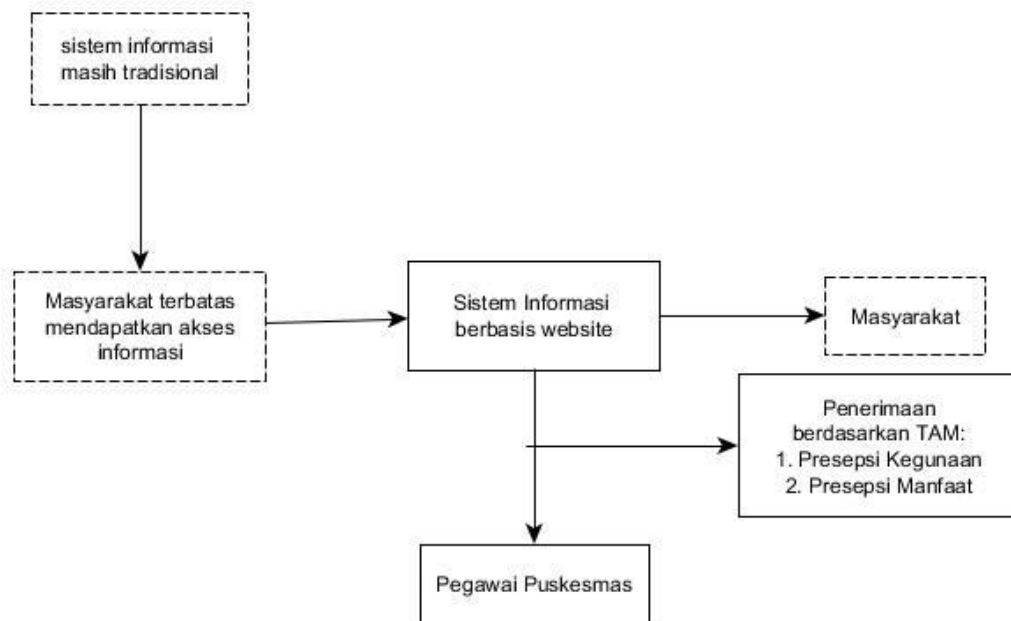 sistem informasi
masih tradisional
Masyarakat terbatas
mendapatkan akses
informasi
Sistem Informasi
berbasis website
Masyarakat
Penerimaan
berdasarkan TAM:
1. Presepsi Kegunaan
2. Presepsi Manfaat
Pegawai Puskesmas